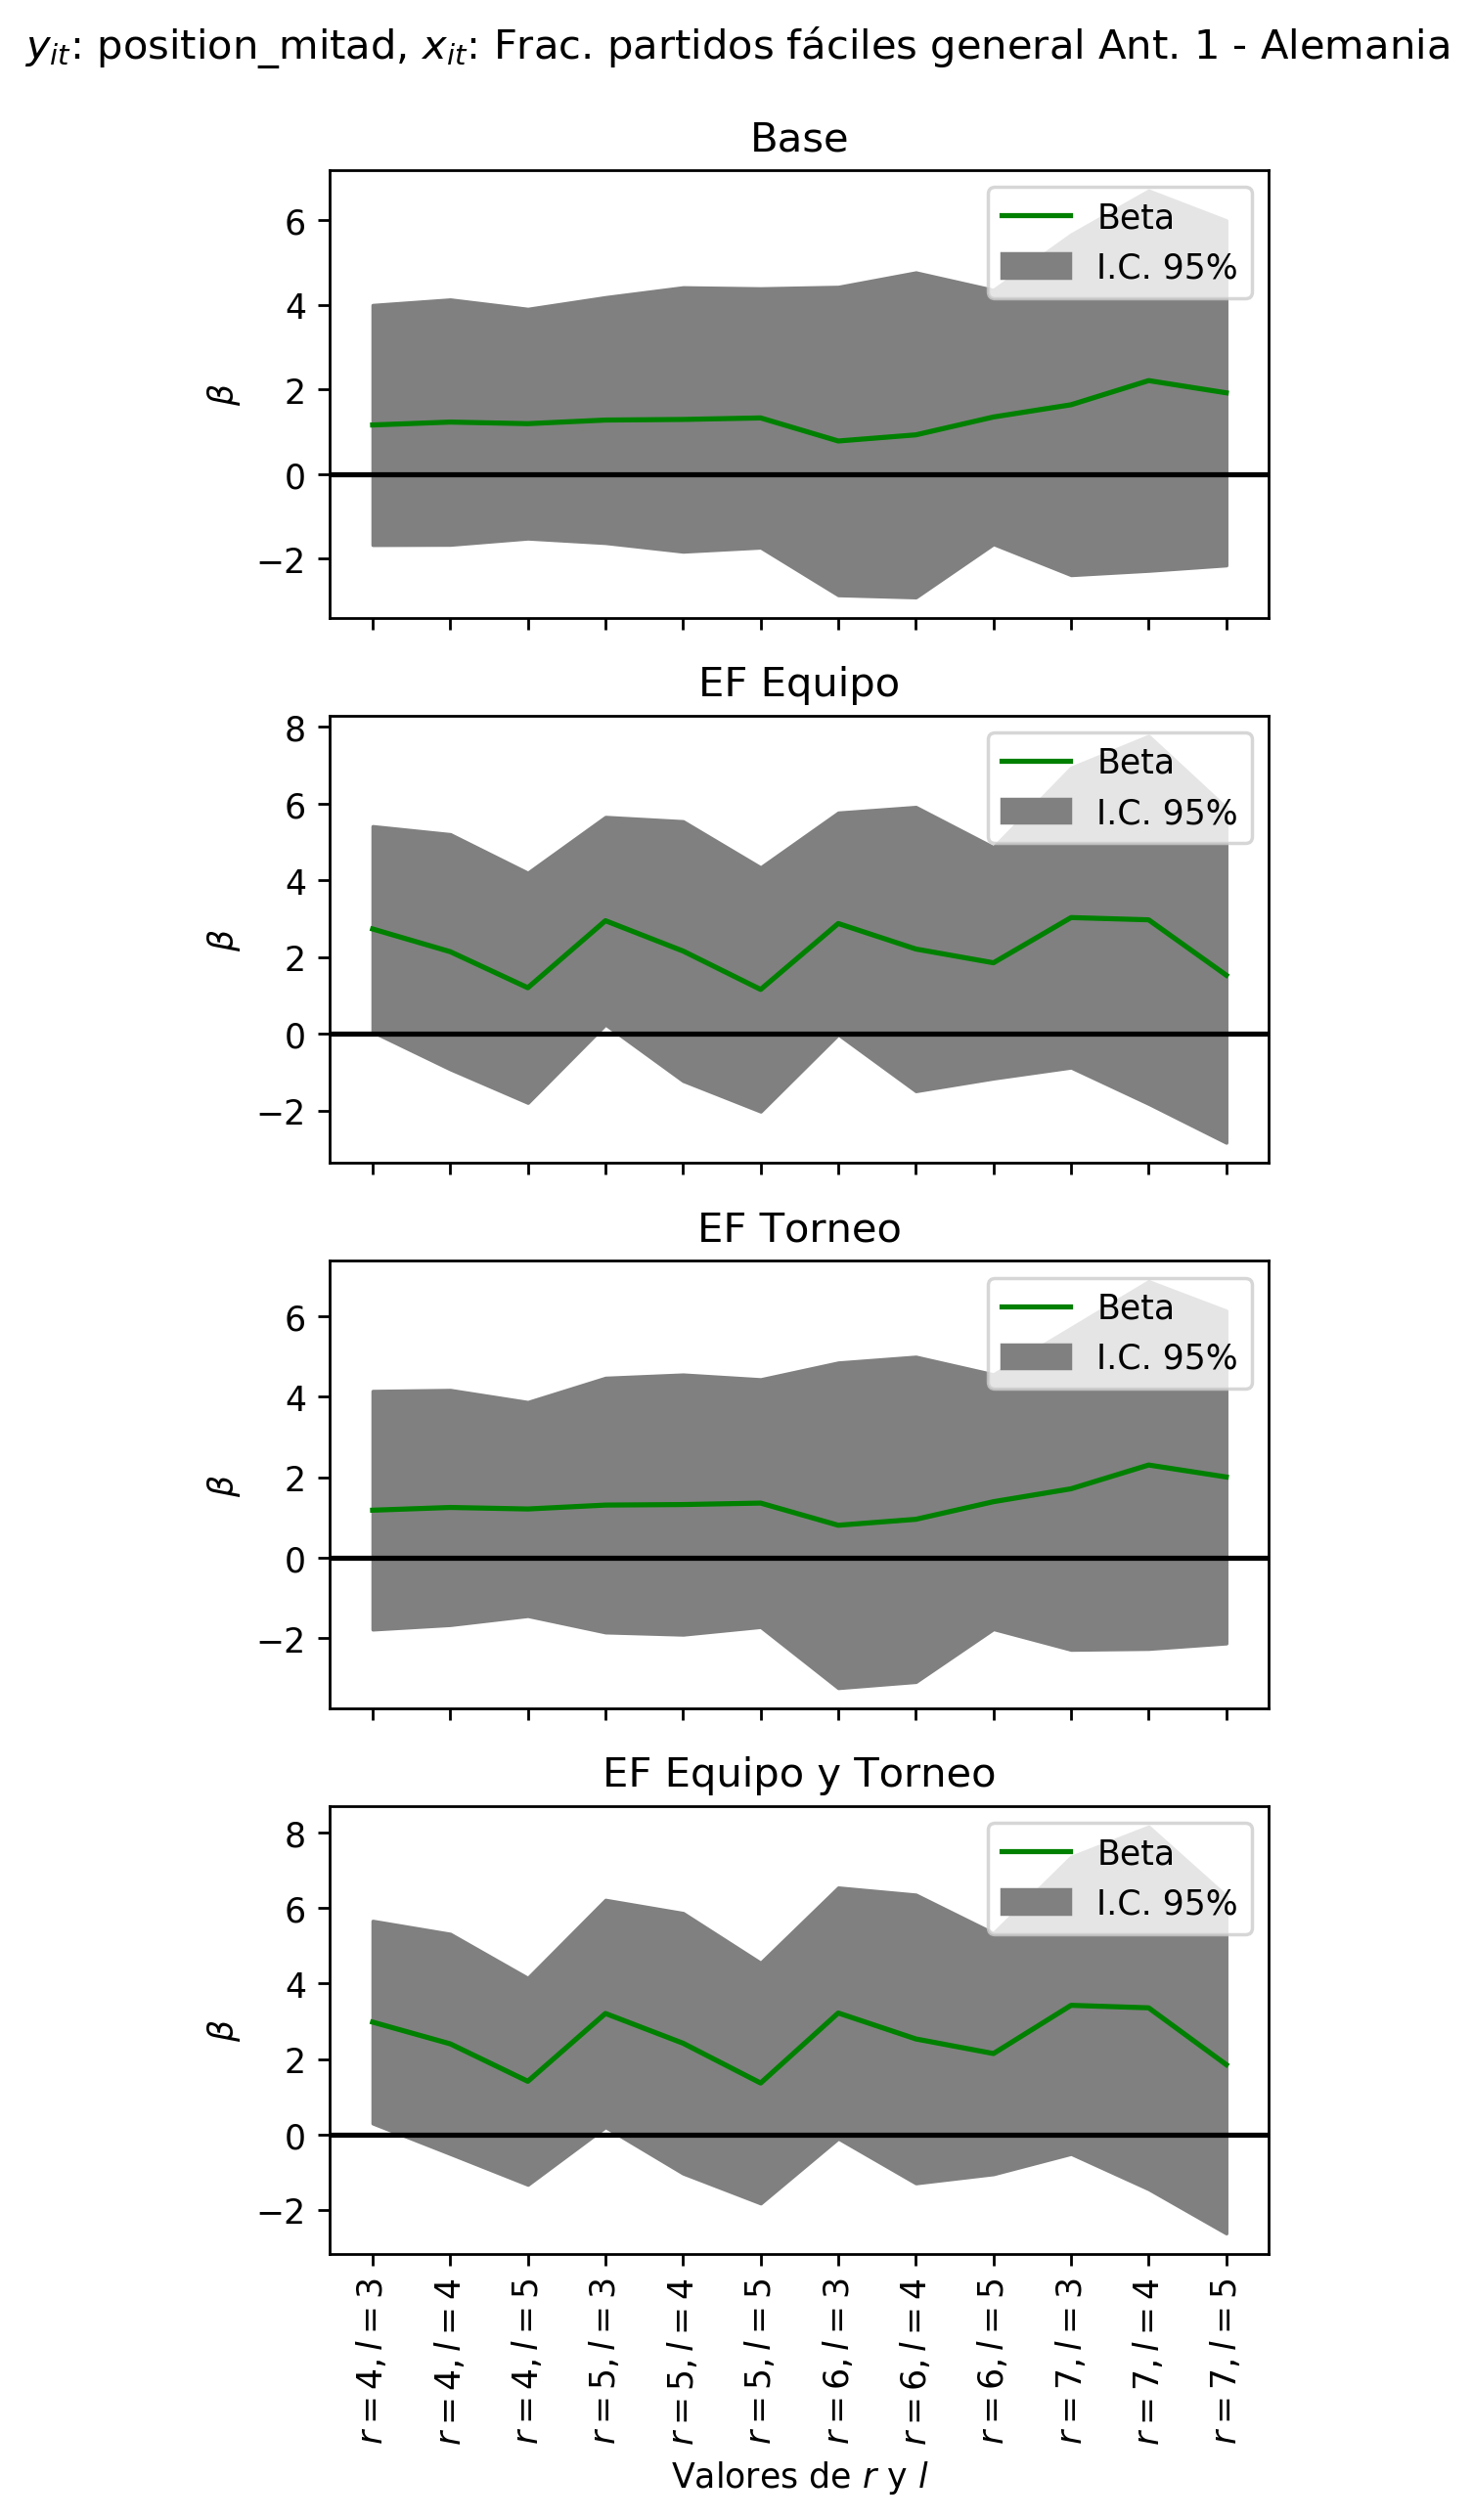 y_it: position_mitad, x_it: Frac. partidos fáciles general Ant. 1 - Alemania
Base
Beta
I.C. 95%
6
4
2
0
−2
β
EF Equipo
Beta
I.C. 95%
8
6
4
2
0
−2
β
EF Torneo
Beta
I.C. 95%
6
4
2
0
−2
β
EF Equipo y Torneo
Beta
I.C. 95%
8
6
4
2
0
−2
β
r = 4, l = 3
r = 4, l = 4
r = 4, l = 5
r = 5, l = 3
r = 5, l = 4
r = 5, l = 5
r = 6, l = 3
r = 6, l = 4
r = 6, l = 5
r = 7, l = 3
r = 7, l = 4
r = 7, l = 5
Valores de r y l